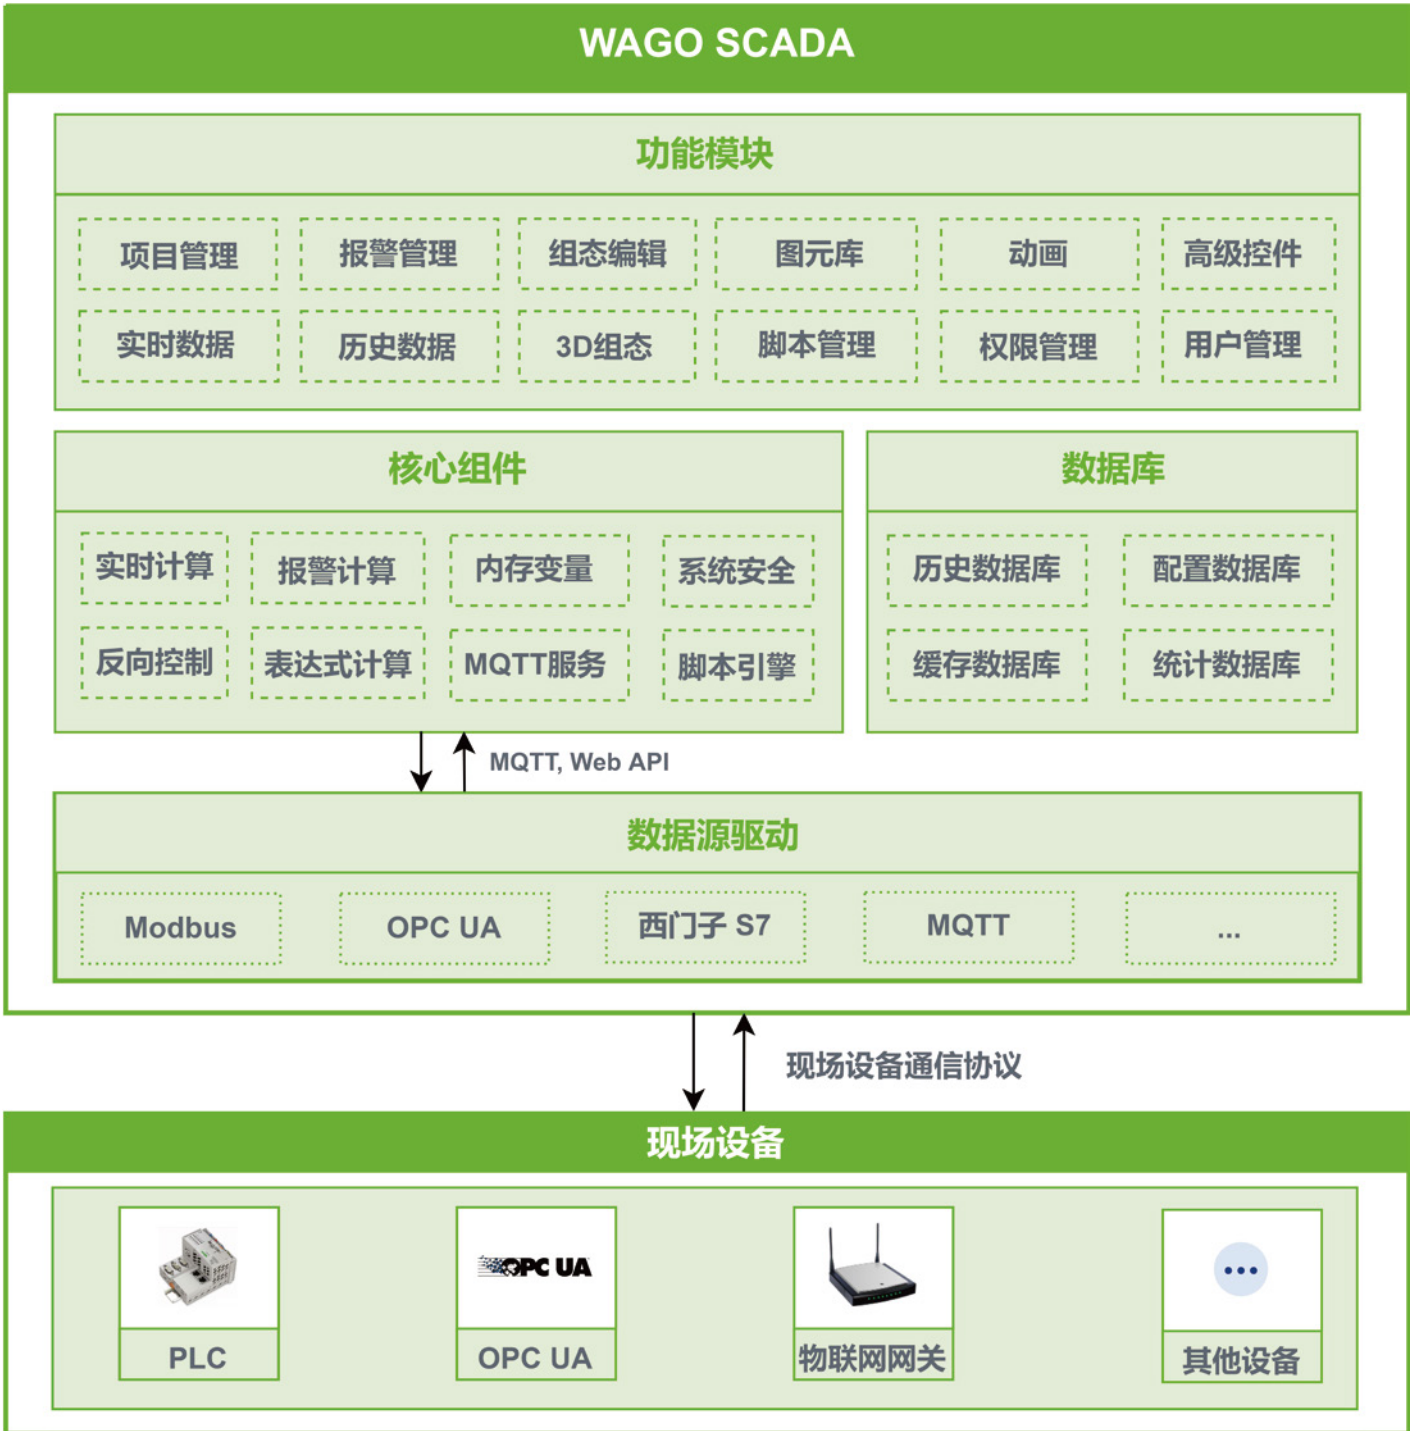 WAGO SCADA
功能模块
项目管理 报警管理 组态编辑 图元库 动画 高级控件
实时数据 历史数据 3D组态 脚本管理 权限管理 用户管理
核心组件
实时计算 报警计算 内存变量 系统安全
反向控制 表达式计算 MQTT服务 脚本引擎
数据库
历史数据库 配置数据库
缓存数据库 统计数据库
MQTT, Web API
数据源驱动
Modbus OPC UA 西门子 S7 MQTT ...
现场设备通信协议
现场设备
OPC UA
PLC OPC UA 物联网网关 其他设备